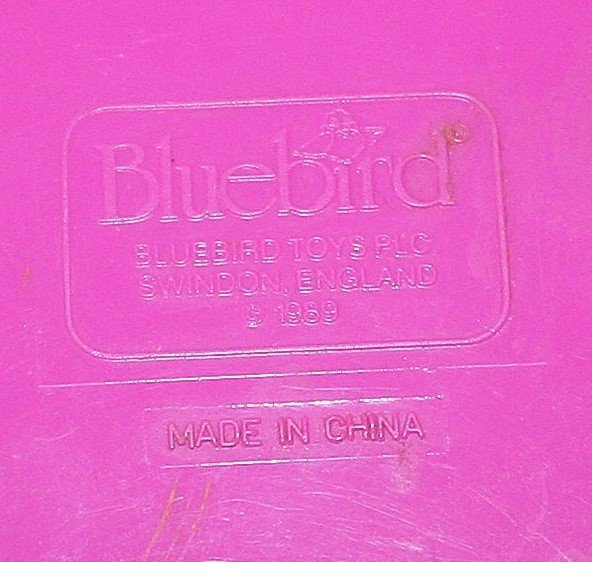 Bluebird
BLUEBIRD TOYS PLC.
SWINDON, ENGLAND
© 1989
MADE IN CHINA